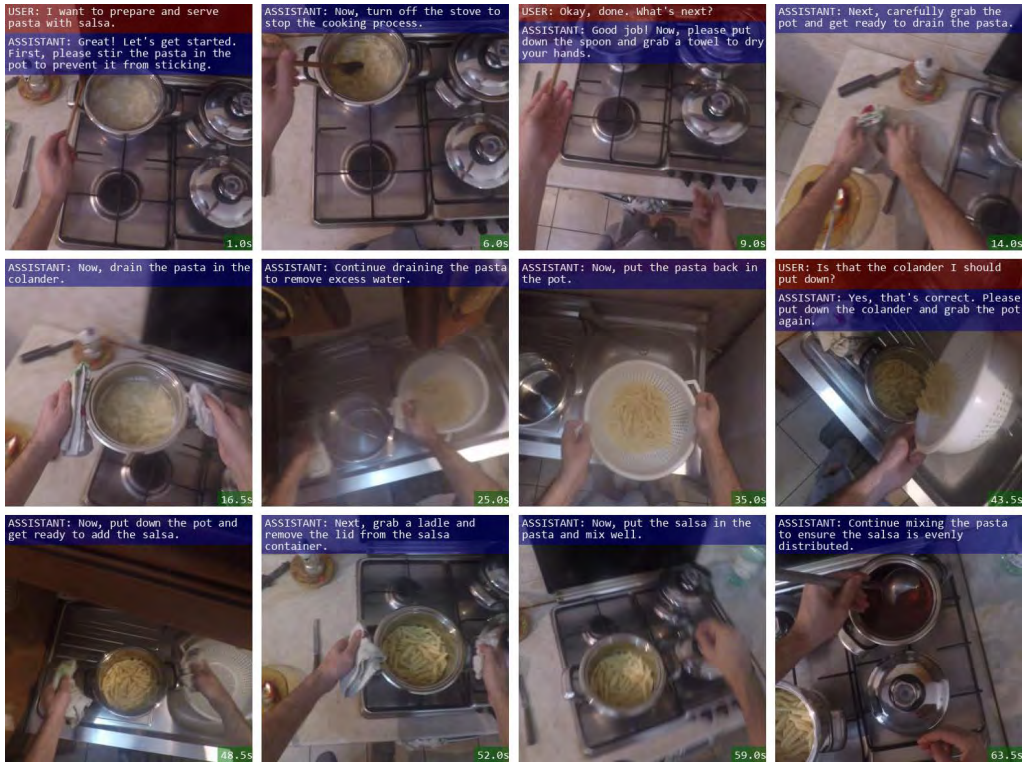 USER: I want to prepare and serve
pasta with salsa.
ASSISTANT: Great! Let's get started.
First, please stir the pasta in the
pot to prevent it from sticking.
1.0s
ASSISTANT: Now, turn off the stove to
stop the cooking process.
6.0s
USER: Okay, done. What's next?
ASSISTANT: Good job! Now, please put
down the spoon and grab a towel to dry
your hands.
9.0s
ASSISTANT: Next, carefully grab the
pot and get ready to drain the pasta.
14.0s
ASSISTANT: Now, drain the pasta in the
colander.
16.5s
ASSISTANT: Continue draining the pasta
to remove excess water.
25.0s
ASSISTANT: Now, put the pasta back in
the pot.
35.0s
USER: Is that the colander I should
put down?
ASSISTANT: Yes, that's correct. Please
put down the colander and grab the pot
again.
43.5s
ASSISTANT: Now, put down the pot and
get ready to add the salsa.
48.5s
ASSISTANT: Next, grab a ladle and
remove the lid from the salsa
container.
52.0s
ASSISTANT: Now, put the salsa in the
pasta and mix well.
59.0s
ASSISTANT: Continue mixing the pasta
to ensure the salsa is evenly
distributed.
63.5s